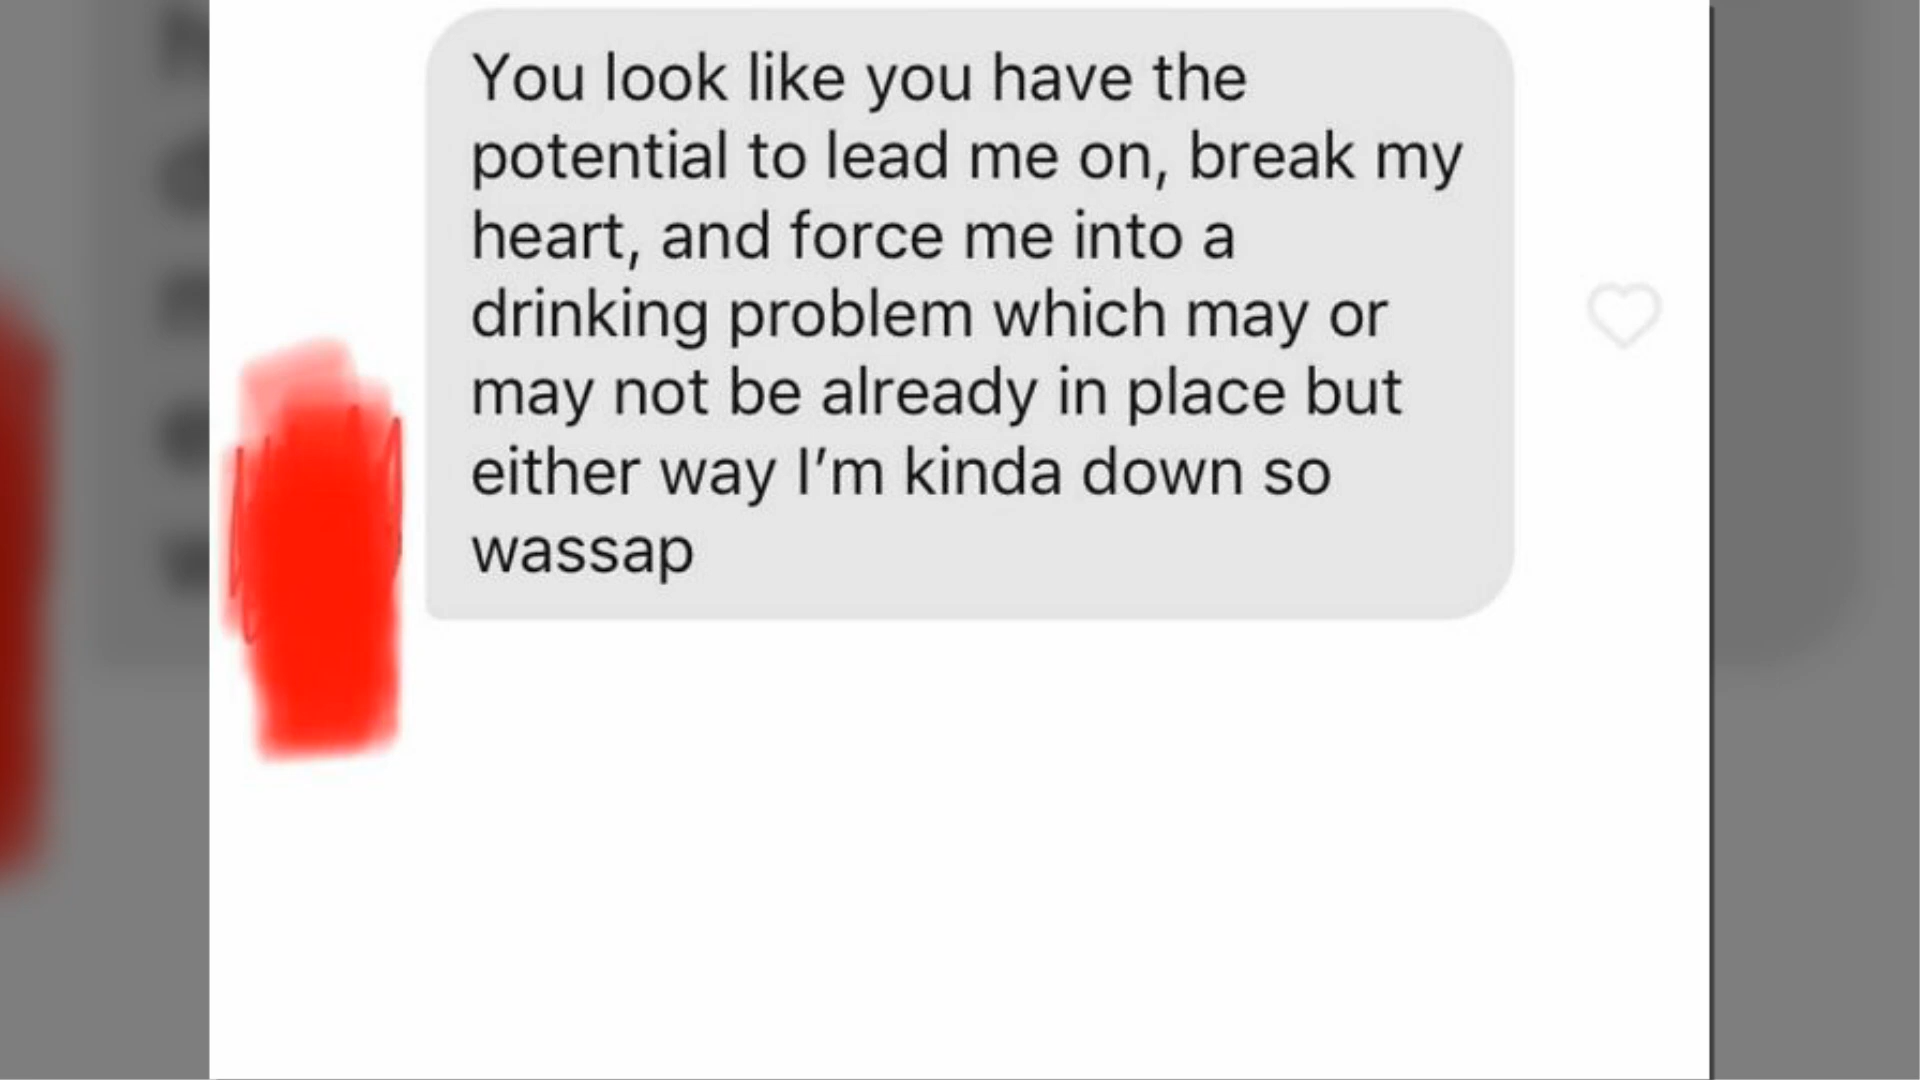 You look like you have the
potential to lead me on, break my
heart, and force me into a
drinking problem which may or
may not be already in place but
either way I’m kinda down so
wassap